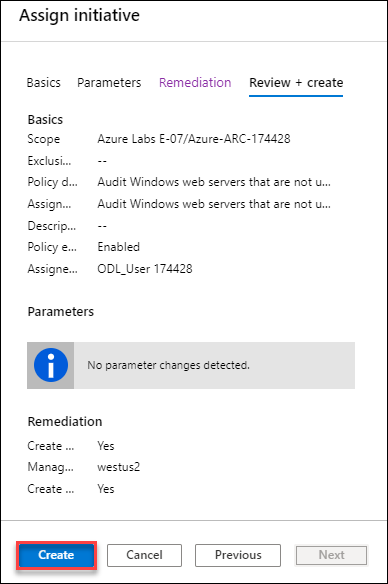 Assign initiative
Basics Parameters Remediation Review + create
Basics
Scope Azure Labs E-07/Azure-ARC-174428
Exclusi... --
Policy d... Audit Windows web servers that are not u...
Assign... Audit Windows web servers that are not u...
Descrip... --
Policy e... Enabled
Assigne... ODL_User 174428
Parameters
No parameter changes detected.
Remediation
Create ... Yes
Manag... westus2
Create ... Yes
Create Cancel Previous Next